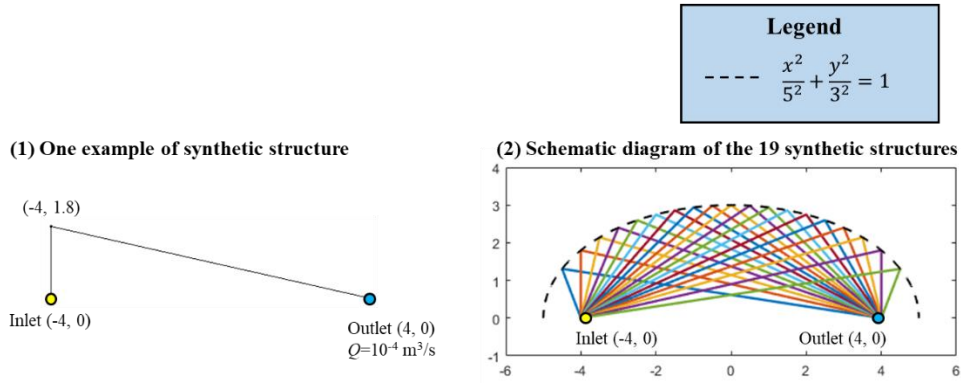 Legend
x²/5² + y²/3² = 1
(1) One example of synthetic structure
(-4, 1.8)
Inlet (-4, 0)
Outlet (4, 0)
Q=10⁻⁴ m³/s
(2) Schematic diagram of the 19 synthetic structures
4
3
2
1
0
-1
Inlet (-4, 0)
Outlet (4, 0)
-6 -4 -2 0 2 4 6